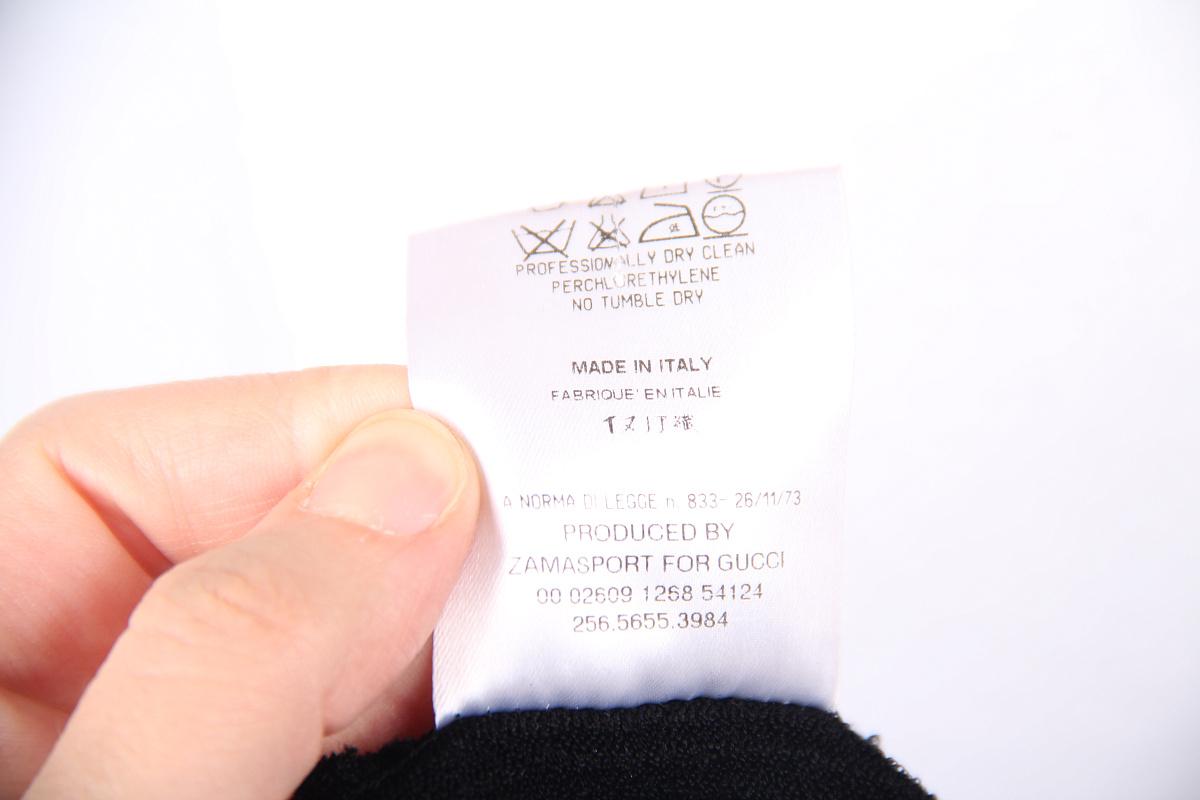 PROFESSIONALLY DRY CLEAN
PERCHLORETHYLENE
NO TUMBLE DRY
MADE IN ITALY
FABRIQUE' EN ITALIE
A NORMA DI LEGGE n. 833- 26/11/73
PRODUCED BY
ZAMASPORT FOR GUCCI
00 02609 1268 54124
256.5655.3984